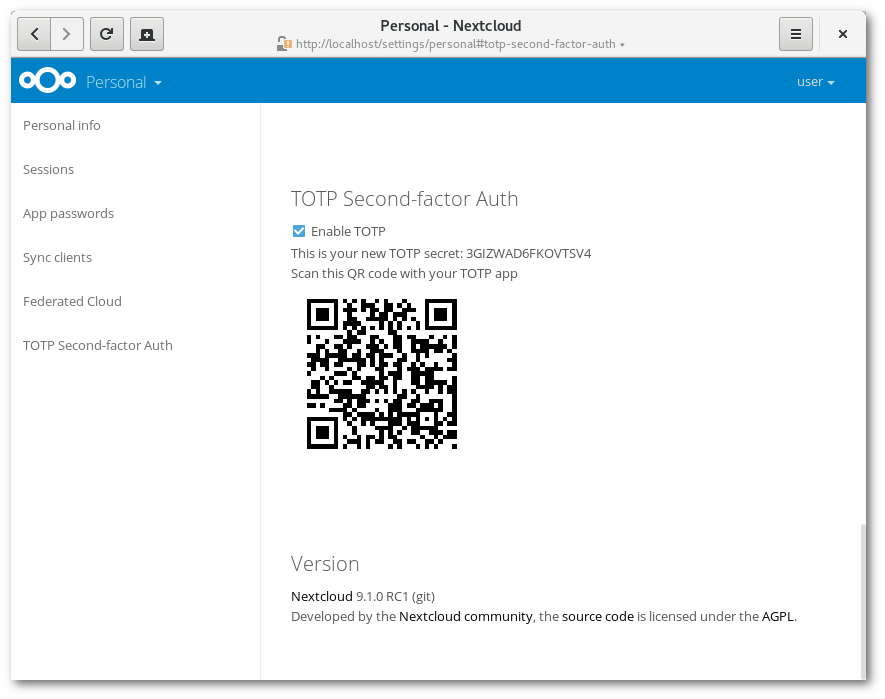 Personal - Nextcloud
http://localhost/settings/personal#totp-second-factor-auth
Personal
user
Personal info
Sessions
App passwords
Sync clients
Federated Cloud
TOTP Second-factor Auth
TOTP Second-factor Auth
Enable TOTP
This is your new TOTP secret: 3GIZWAD6FKOVTSV4
Scan this QR code with your TOTP app
Version
Nextcloud 9.1.0 RC1 (git)
Developed by the Nextcloud community, the source code is licensed under the AGPL.